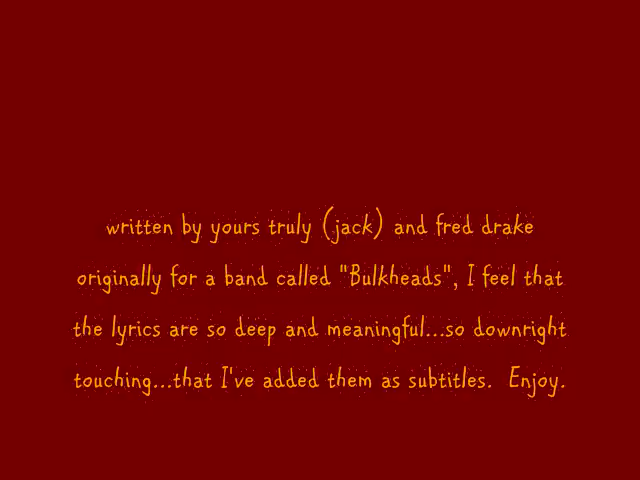 written by yours truly (jack) and fred drake
originally for a band called "Bulkheads", I feel that
the lyrics are so deep and meaningful...so downright
touching...that I've added them as subtitles. Enjoy.